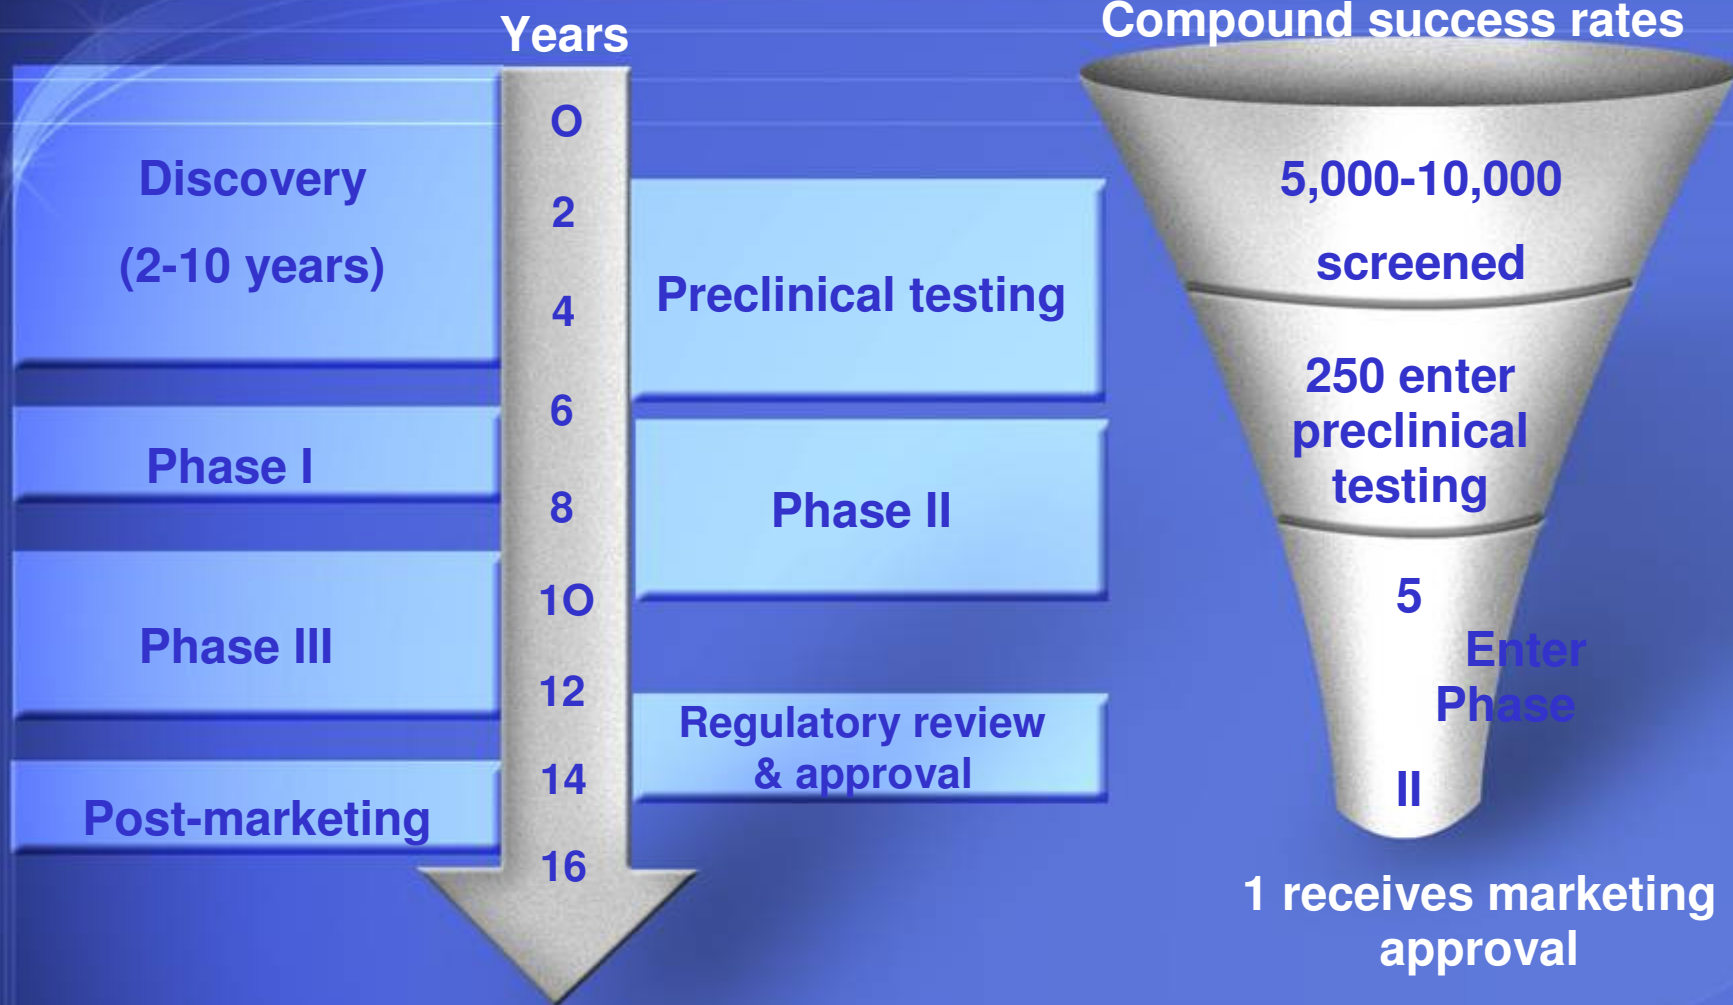 Years
Compound success rates
Discovery
(2-10 years)
Phase I
Phase III
Post-marketing
O
2
4
6
8
1O
12
14
16
Preclinical testing
Phase II
Regulatory review
& approval
5,000-10,000
screened
250 enter
preclinical
testing
5
Enter
Phase
II
1 receives marketing
approval